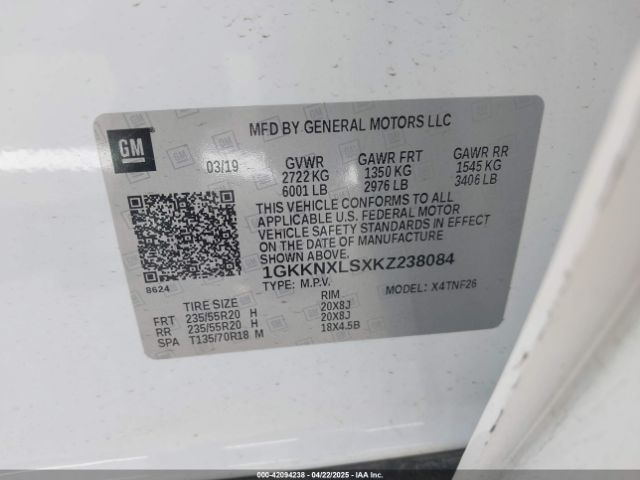 GM
MFD BY GENERAL MOTORS LLC
03/19 GVWR GAWR FRT GAWR RR
2722 KG 1350 KG 1545 KG
6001 LB 2976 LB 3406 LB
THIS VEHICLE CONFORMS TO ALL
APPLICABLE U.S. FEDERAL MOTOR
VEHICLE SAFETY STANDARDS IN EFFECT
ON THE DATE OF MANUFACTURE
SHOWN ABOVE.
1GKKNXLSXKZ238084
8624
TYPE: M.P.V. MODEL: X4TNF26
TIRE SIZE RIM
FRT 235/55R20 H 20X8J
RR 235/55R20 H 20X8J
SPA T135/70R18 M 18X4.5B
000-42094238 - 04/22/2025 - IAAI.COM